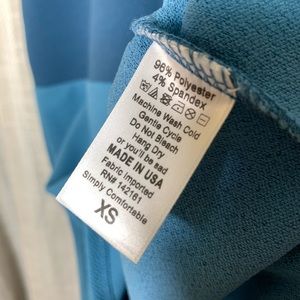 96% Polyester
4% Spandex
Machine Wash Cold
Gentle Cycle
Do Not Bleach
Hang Dry
or you'll be sad
MADE IN USA
Fabric Imported
RN# 142161
Simply Comfortable
XS